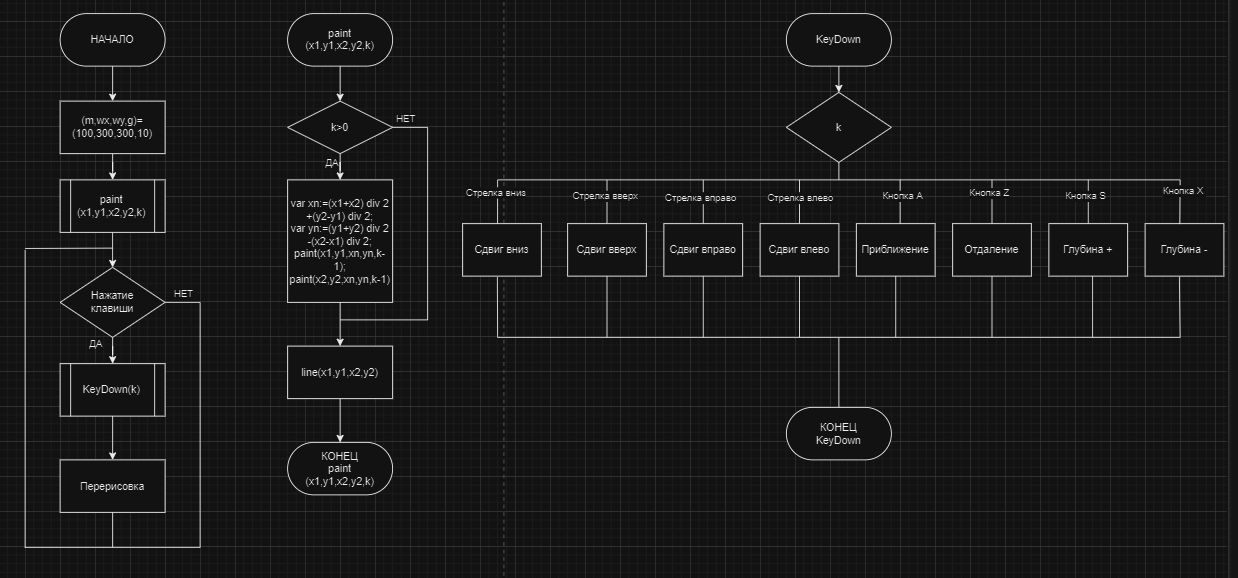 НАЧАЛО
(m,wx,wy,g)=
(100,300,300,10)
paint
(x1,y1,x2,y2,k)
Нажатие
клавиши
НЕТ
ДА
KeyDown(k)
Перерисовка
paint
(x1,y1,x2,y2,k)
k>0
НЕТ
ДА
var xn:=(x1+x2) div 2
+(y2-y1) div 2;
var yn:=(y1+y2) div 2
-(x2-x1) div 2;
paint(x1,y1,xn,yn,k-
1);
paint(x2,y2,xn,yn,k-1)
line(x1,y1,x2,y2)
КОНЕЦ
paint
(x1,y1,x2,y2,k)
KeyDown
k
Стрелка вниз
Стрелка вверх
Стрелка вправо
Стрелка влево
Кнопка A
Кнопка Z
Кнопка S
Кнопка X
Сдвиг вниз
Сдвиг вверх
Сдвиг вправо
Сдвиг влево
Приближение
Отдаление
Глубина +
Глубина -
КОНЕЦ
KeyDown